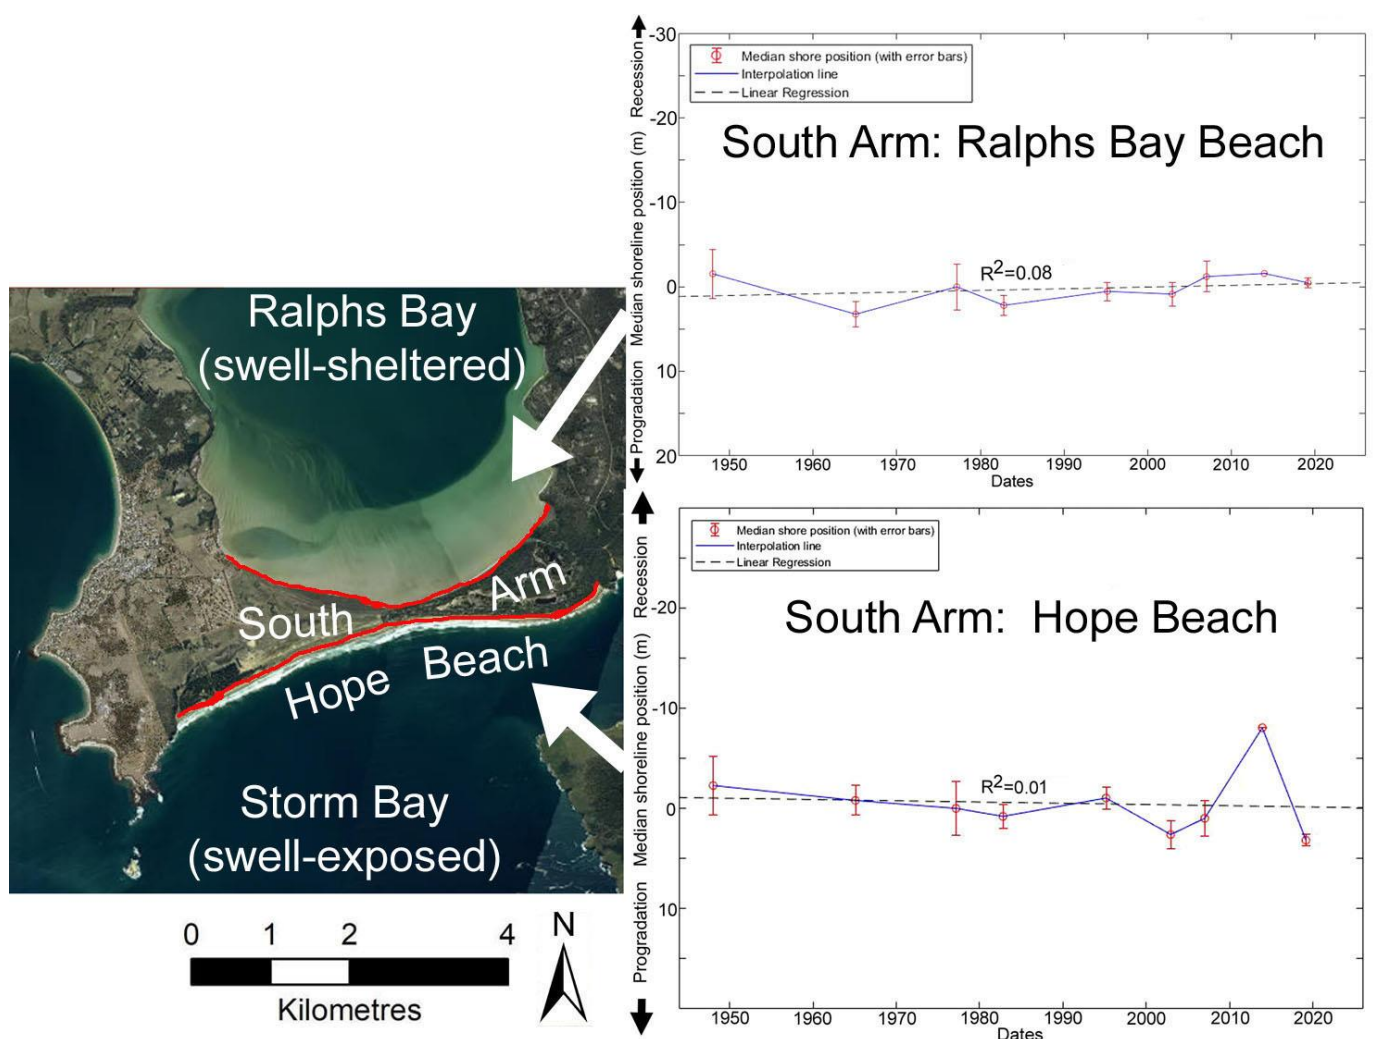 Ralphs Bay
(swell-sheltered)
South Arm
Hope Beach
Storm Bay
(swell-exposed)
0 1 2 4
Kilometres
N
Progradation Median shoreline position (m) Recession
-30
-20
-10
0
10
20
Median shore position (with error bars)
Interpolation line
Linear Regression
South Arm: Ralphs Bay Beach
R2=0.08
1950 1960 1970 1980 1990 2000 2010 2020
Dates
Progradation Median shoreline position (m) Recession
-20
-10
0
10
Median shore position (with error bars)
Interpolation line
Linear Regression
South Arm: Hope Beach
R2=0.01
1950 1960 1970 1980 1990 2000 2010 2020
Dates